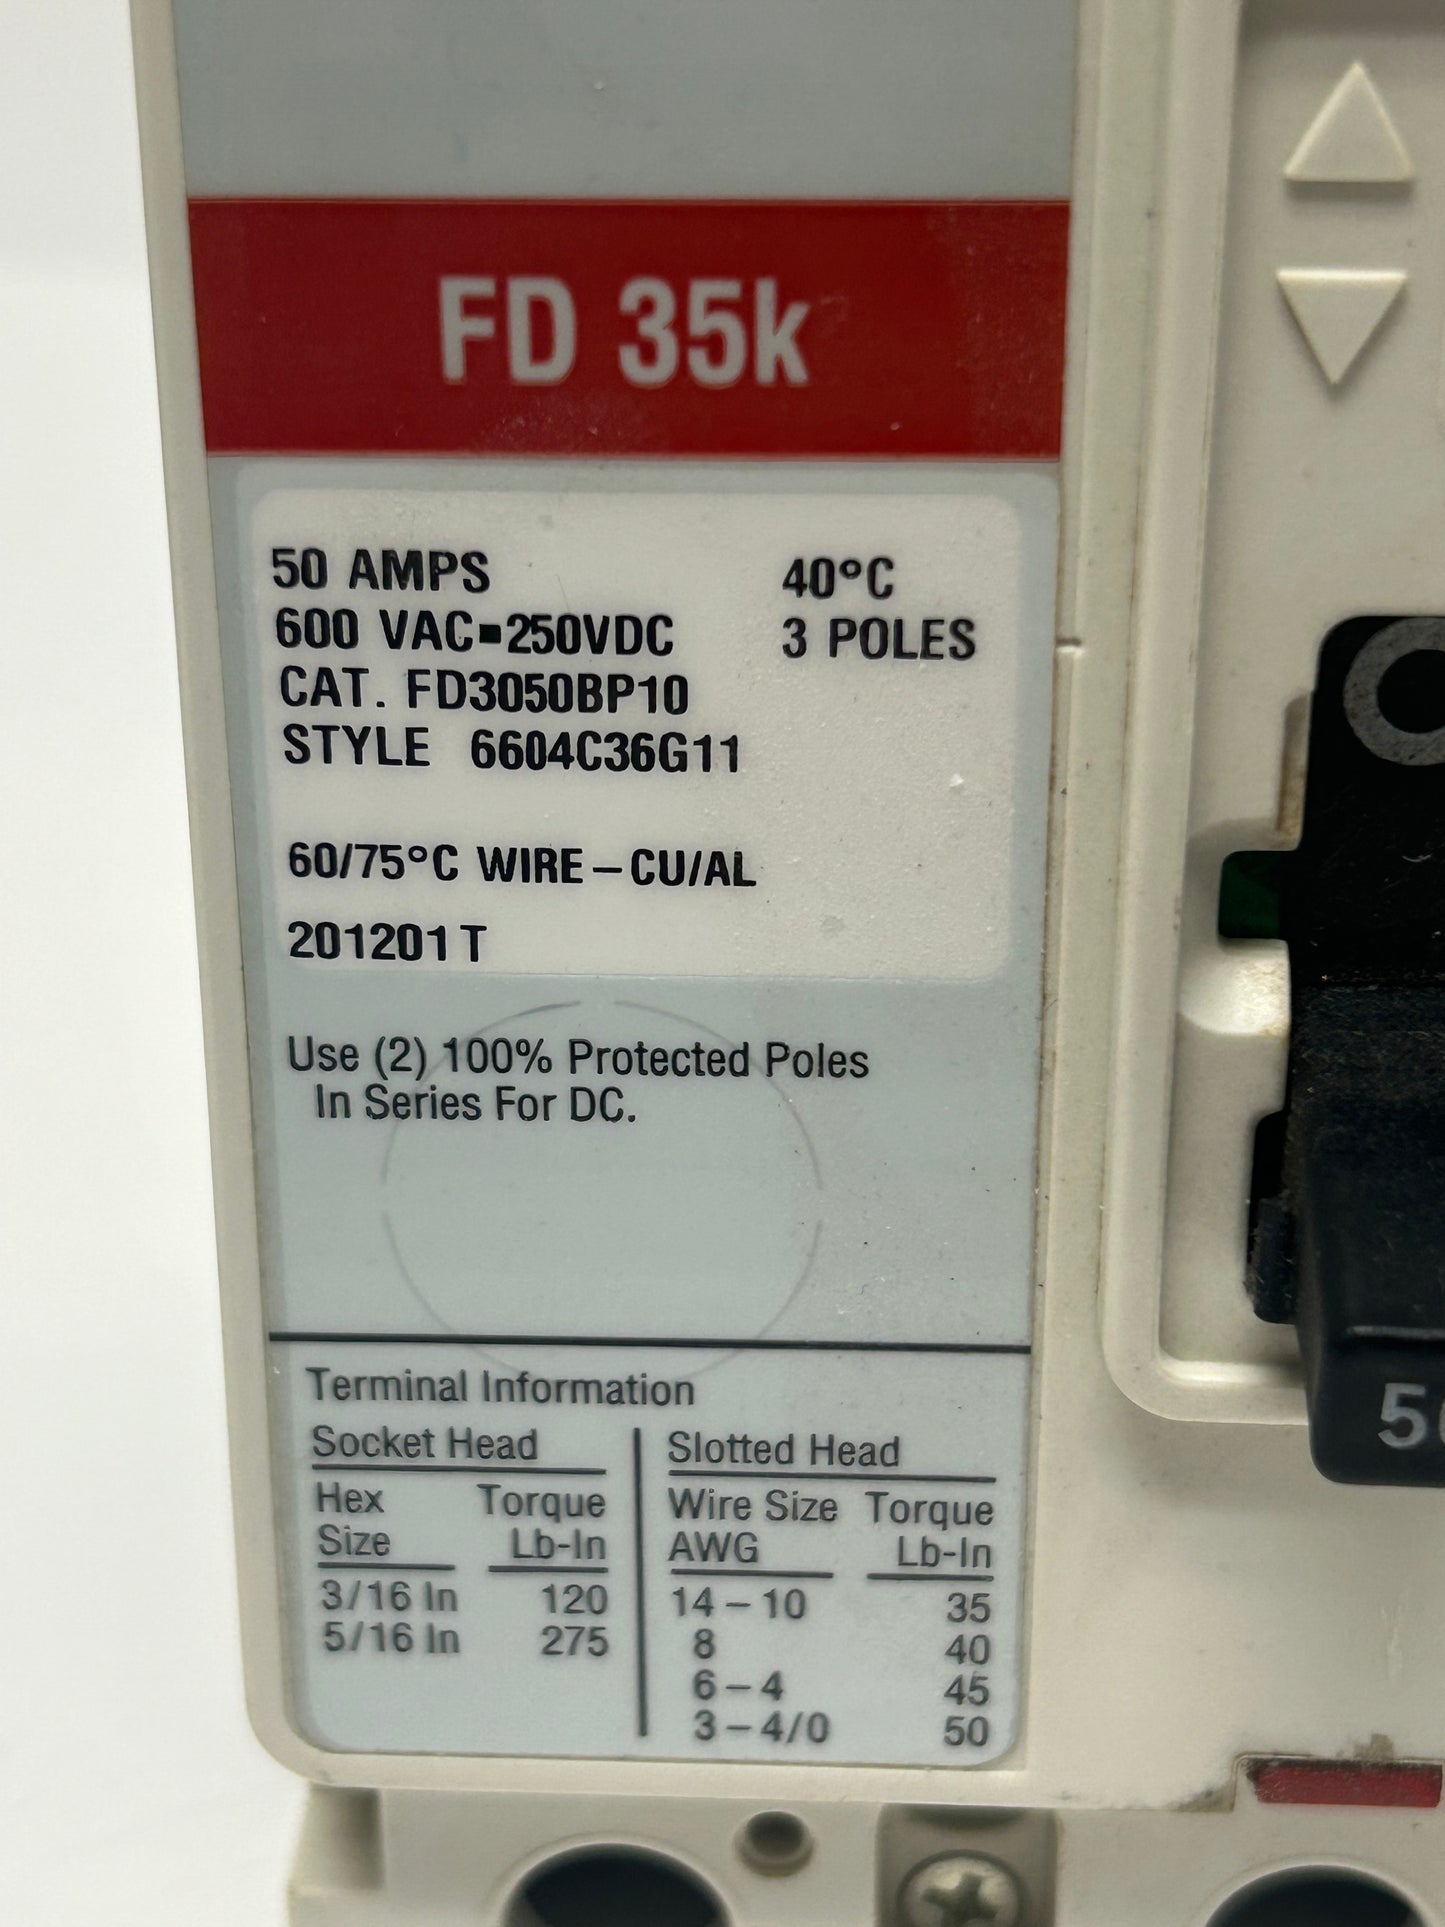 FD 35k
50 AMPS 40°C
600 VAC▪250VDC 3 POLES
CAT. FD3050BP10
STYLE 6604C36G11
60/75°C WIRE–CU/AL
201201T
Use (2) 100% Protected Poles
In Series For DC.
Terminal Information
Socket Head Slotted Head
Hex Torque Wire Size Torque
Size Lb-In AWG Lb-In
3/16 In 120 14–10 35
5/16 In 275 8 40
6–4 45
3–4/0 50